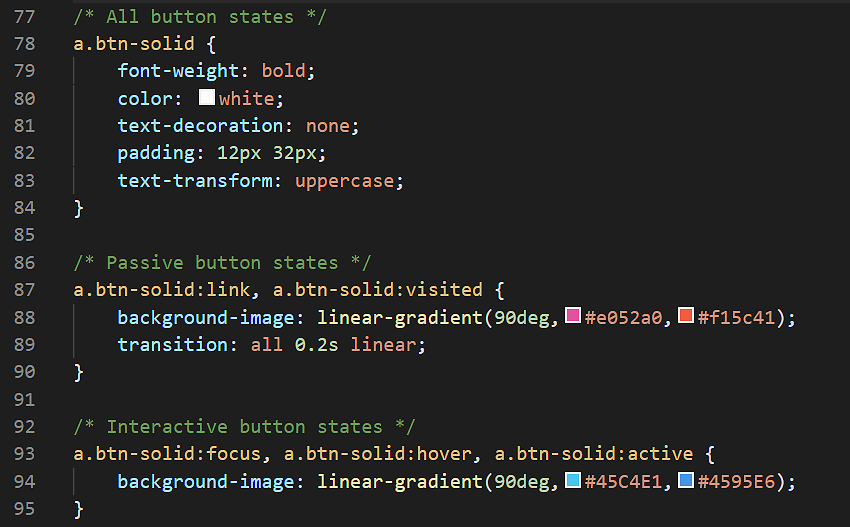 77 /* All button states */
78 a.btn-solid {
79 font-weight: bold;
80 color: white;
81 text-decoration: none;
82 padding: 12px 32px;
83 text-transform: uppercase;
84 }
85
86 /* Passive button states */
87 a.btn-solid:link, a.btn-solid:visited {
88 background-image: linear-gradient(90deg,#e052a0,#f15c41);
89 transition: all 0.2s linear;
90 }
91
92 /* Interactive button states */
93 a.btn-solid:focus, a.btn-solid:hover, a.btn-solid:active {
94 background-image: linear-gradient(90deg,#45C4E1,#4595E6);
95 }